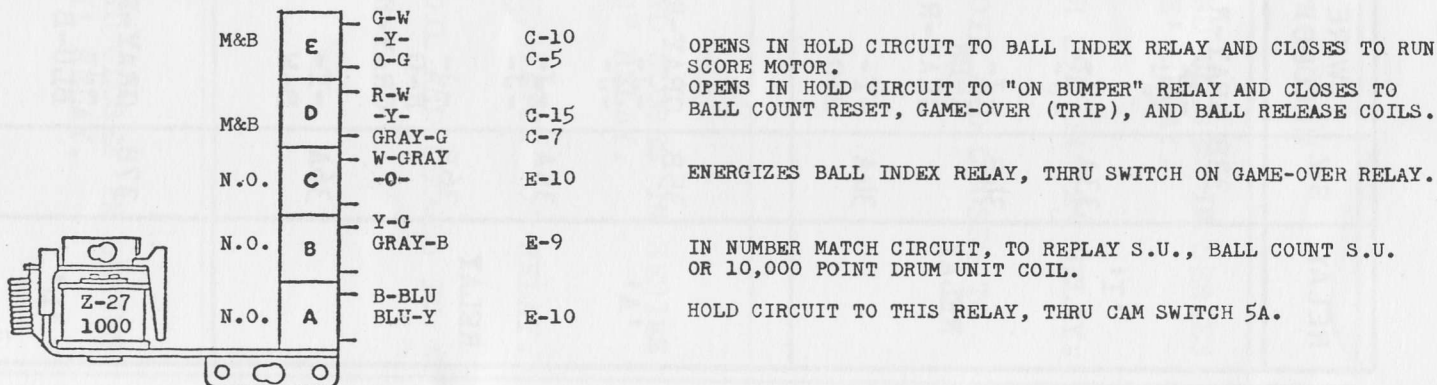 G-W
M&B E -Y- C-10 OPENS IN HOLD CIRCUIT TO BALL INDEX RELAY AND CLOSES TO RUN
O-G C-5 SCORE MOTOR.
R-W OPENS IN HOLD CIRCUIT TO "ON BUMPER" RELAY AND CLOSES TO
M&B D -Y- C-15 BALL COUNT RESET, GAME-OVER (TRIP), AND BALL RELEASE COILS.
GRAY-G C-7
W-GRAY
N.O. C -O- E-10 ENERGIZES BALL INDEX RELAY, THRU SWITCH ON GAME-OVER RELAY.
Y-G
N.O. B GRAY-B E-9 IN NUMBER MATCH CIRCUIT, TO REPLAY S.U., BALL COUNT S.U.
OR 10,000 POINT DRUM UNIT COIL.
B-BLU
N.O. A BLU-Y E-10 HOLD CIRCUIT TO THIS RELAY, THRU CAM SWITCH 5A.
Z-27
1000